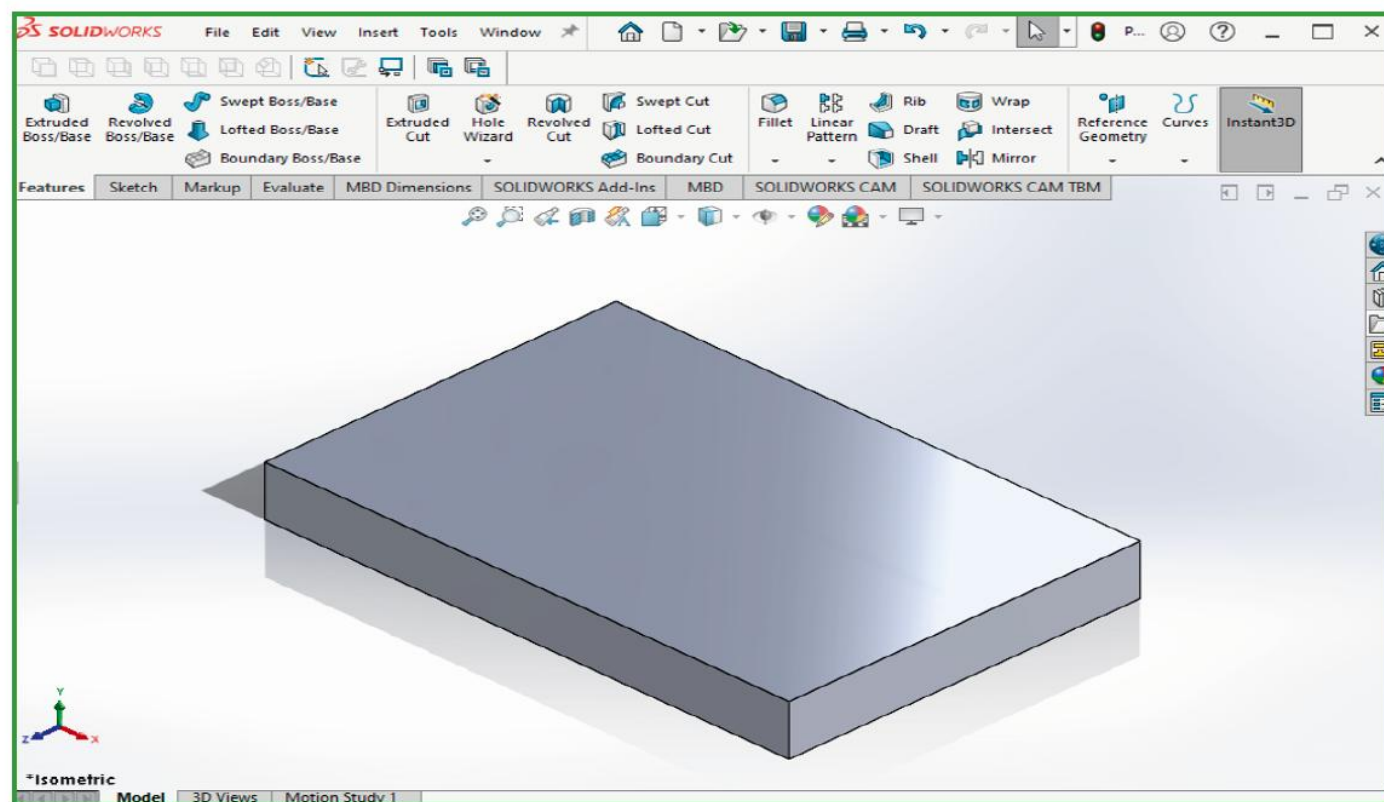 SOLIDWORKS File Edit View Insert Tools Window P... ?
Extruded Boss/Base
Revolved Boss/Base
Swept Boss/Base
Lofted Boss/Base
Boundary Boss/Base
Extruded Cut
Hole Wizard
Revolved Cut
Swept Cut
Lofted Cut
Boundary Cut
Fillet
Linear Pattern
Rib
Draft
Shell
Wrap
Intersect
Mirror
Reference Geometry
Curves
Instant3D
Features Sketch Markup Evaluate MBD Dimensions SOLIDWORKS Add-Ins MBD SOLIDWORKS CAM SOLIDWORKS CAM TBM
Y
Z X
*Isometric
Model 3D Views Motion Study 1